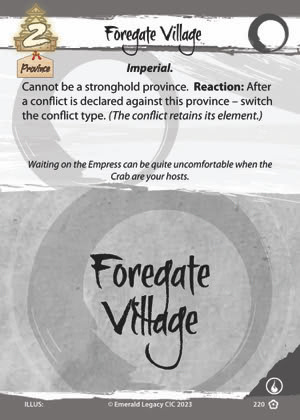 2
Foregate Village
Province
Imperial.
Cannot be a stronghold province. Reaction: After
a conflict is declared against this province – switch
the conflict type. (The conflict retains its element.)
Waiting on the Empress can be quite uncomfortable when the
Crab are your hosts.
Foregate
Village
ILLUS:
© Emerald Legacy CIC 2023
220